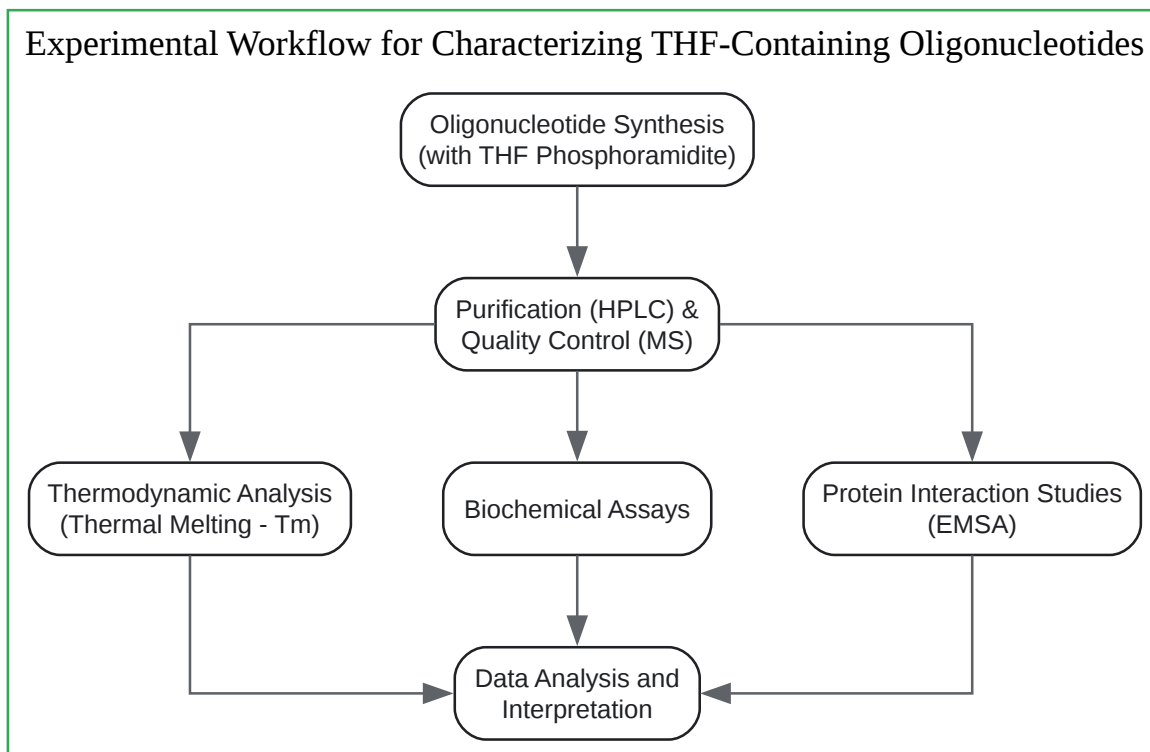 Experimental Workflow for Characterizing THF-Containing Oligonucleotides
Oligonucleotide Synthesis
(with THF Phosphoramidite)
Purification (HPLC) &
Quality Control (MS)
Thermodynamic Analysis
(Thermal Melting - Tm)
Biochemical Assays
Protein Interaction Studies
(EMSA)
Data Analysis and
Interpretation